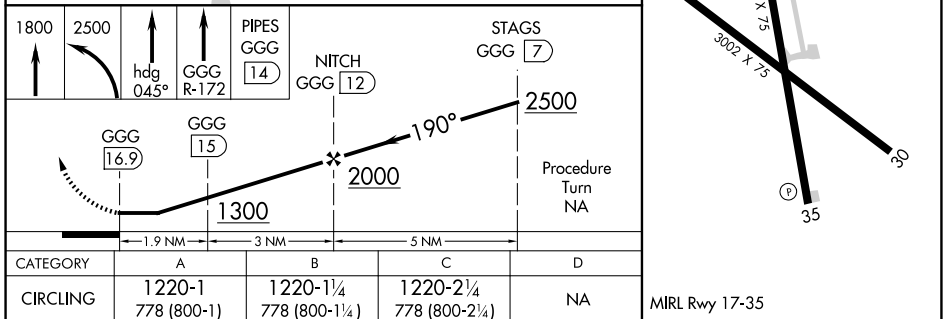 1800
2500
hdg
045°
GGG
R-172
PIPES
GGG
14
NITCH
GGG 12
STAGS
GGG 7
GGG
15
GGG
16.9
190°
2500
2000
1300
Procedure
Turn
NA
1.9 NM
3 NM
5 NM
CATEGORY A B C D
CIRCLING
1220-1
778 (800-1)
1220-1¼
778 (800-1¼)
1220-2¼
778 (800-2¼)
NA
X 75
3002 X 75
30
P
35
MIRL Rwy 17-35